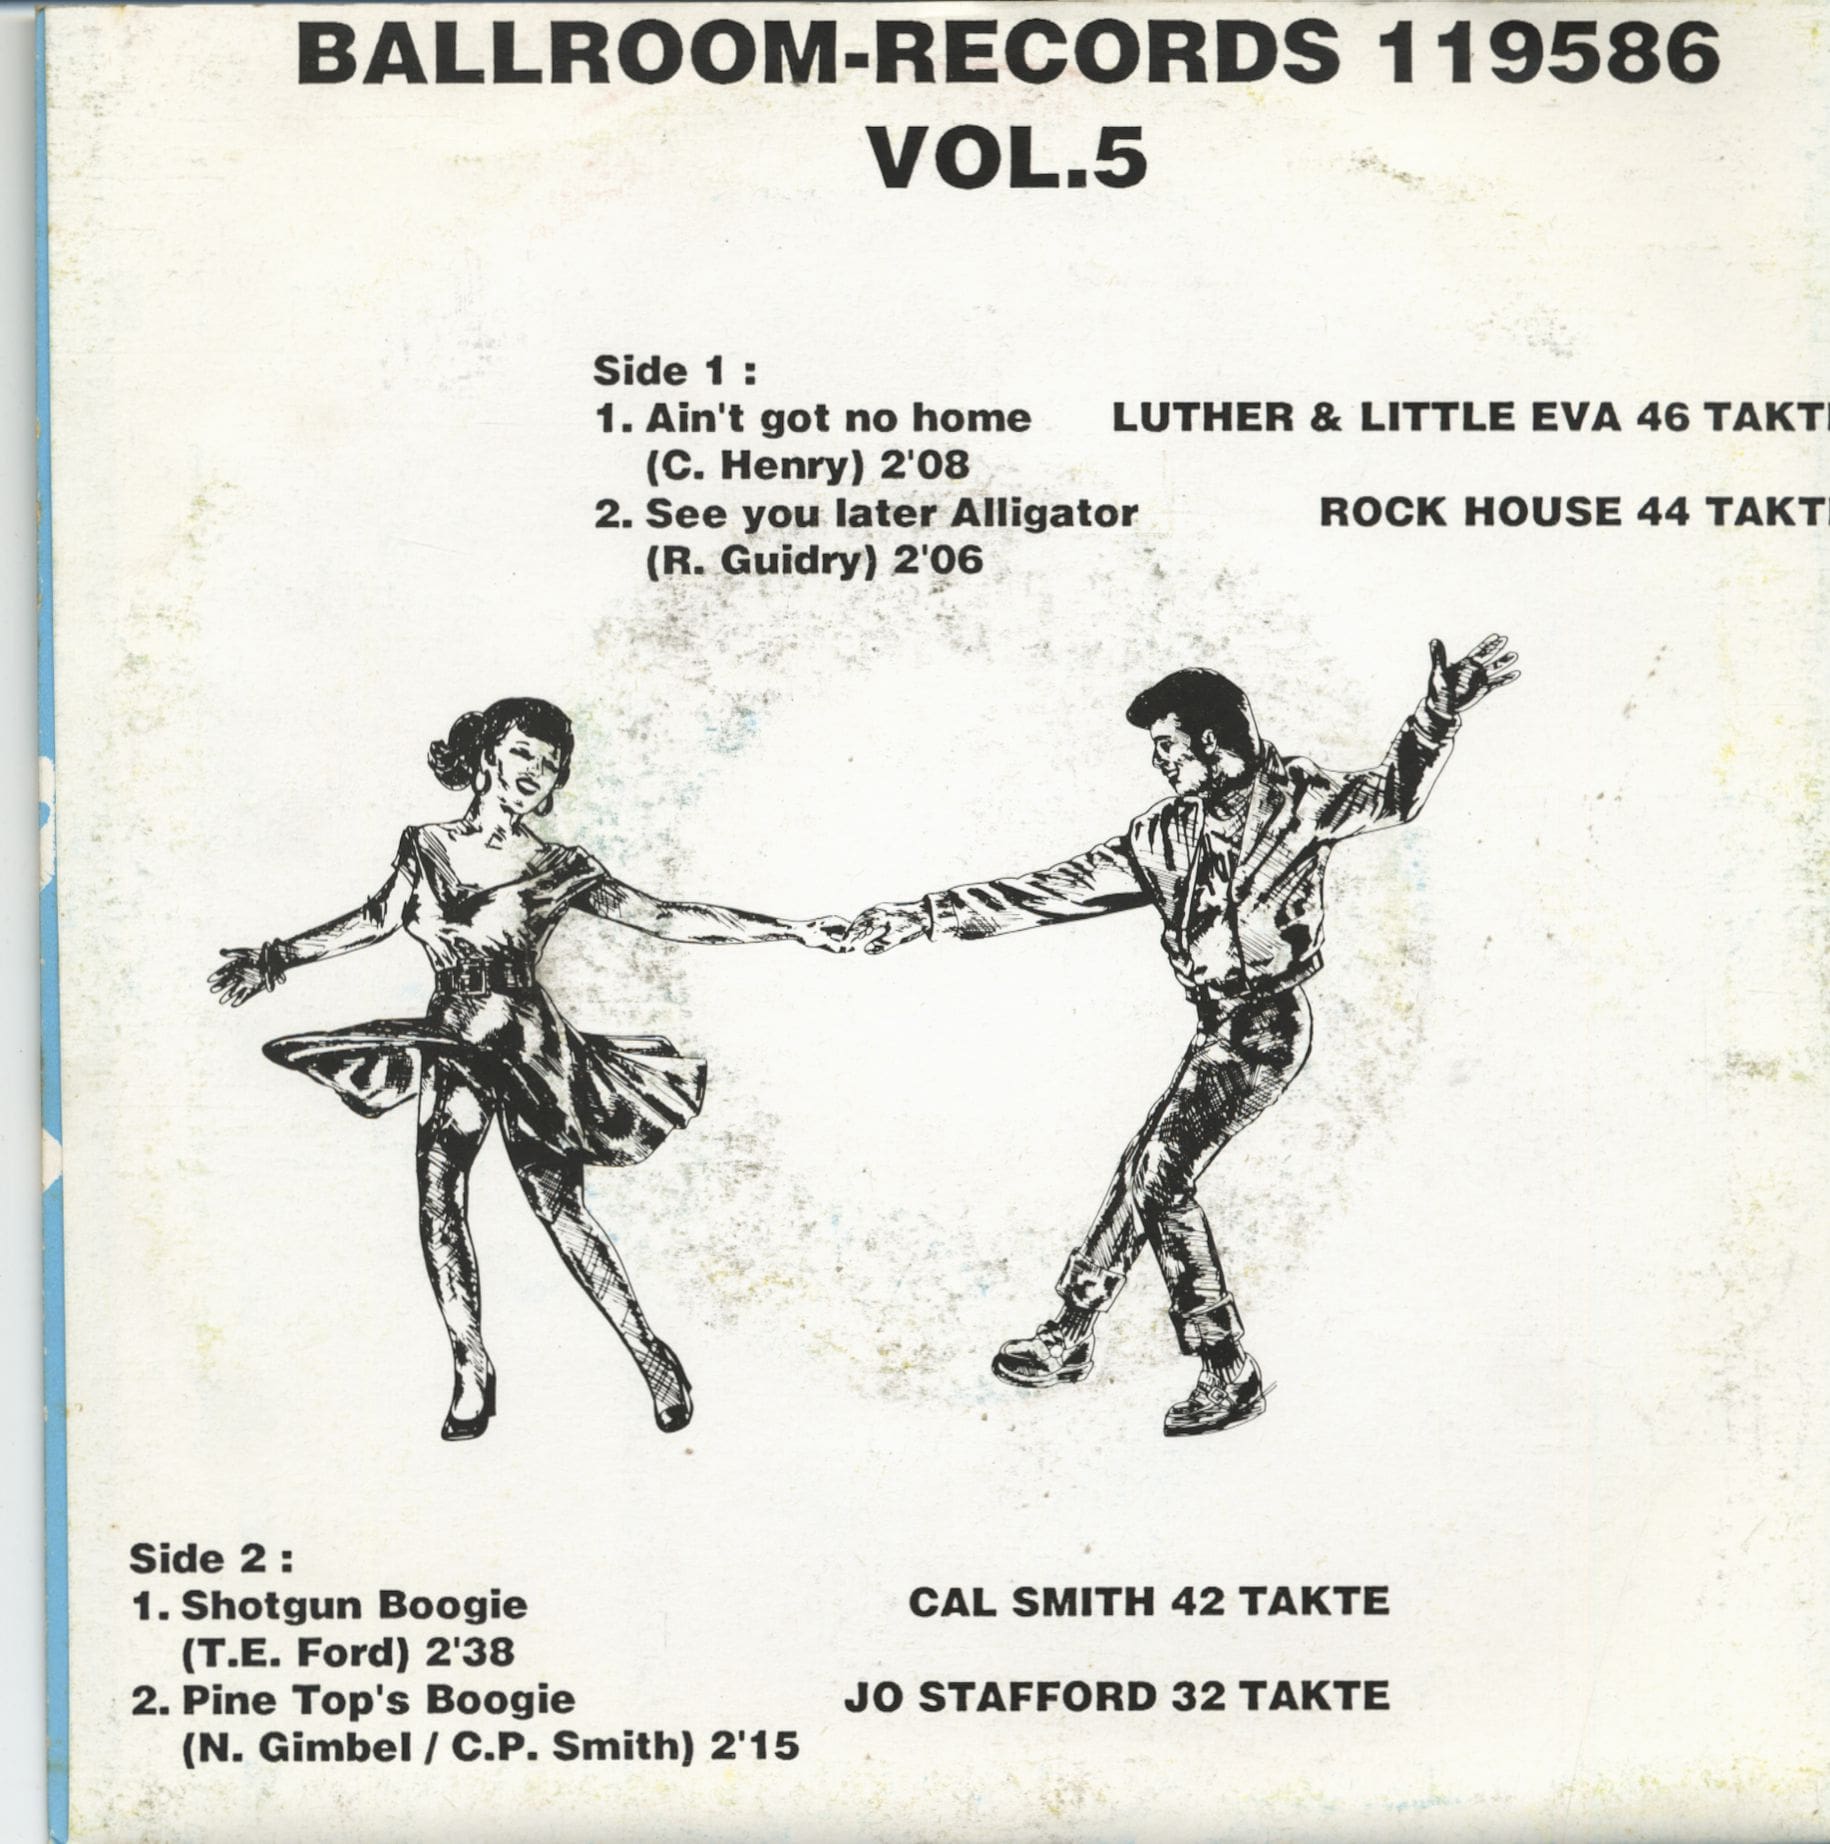 BALLROOM-RECORDS 119586
VOL.5
Side 1 :
1. Ain't got no home LUTHER & LITTLE EVA 46 TAKT
(C. Henry) 2'08
2. See you later Alligator ROCK HOUSE 44 TAKT
(R. Guidry) 2'06
Side 2 :
1. Shotgun Boogie CAL SMITH 42 TAKTE
(T.E. Ford) 2'38
2. Pine Top's Boogie JO STAFFORD 32 TAKTE
(N. Gimbel / C.P. Smith) 2'15